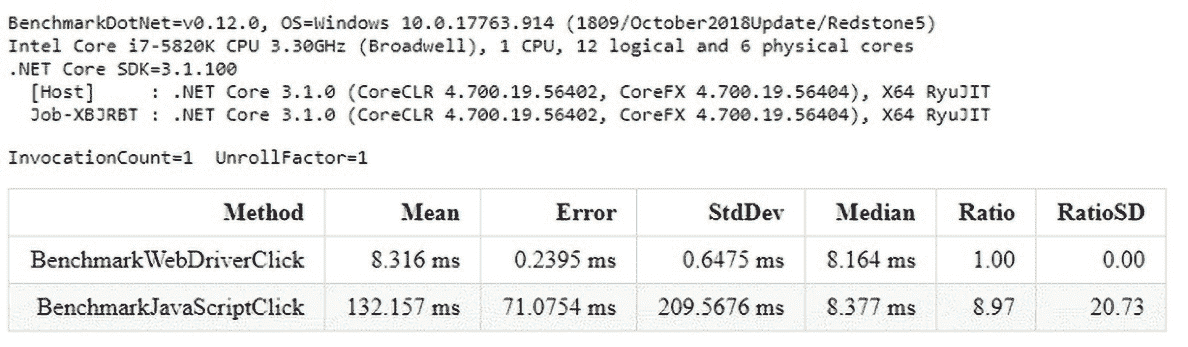 BenchmarkDotNet=v0.12.0, OS=Windows 10.0.17763.914 (1809/October2018Update/Redstone5)
Intel Core i7-5820K CPU 3.30GHz (Broadwell), 1 CPU, 12 logical and 6 physical cores
.NET Core SDK=3.1.100
[Host]     : .NET Core 3.1.0 (CoreCLR 4.700.19.56402, CoreFX 4.700.19.56404), X64 RyuJIT
Job-XBJRBT : .NET Core 3.1.0 (CoreCLR 4.700.19.56402, CoreFX 4.700.19.56404), X64 RyuJIT
InvocationCount=1  UnrollFactor=1
Method Mean Error StdDev Median Ratio RatioSD
BenchmarkWebDriverClick 8.316 ms 0.2395 ms 0.6475 ms 8.164 ms 1.00 0.00
BenchmarkJavaScriptClick 132.157 ms 71.0754 ms 209.5676 ms 8.377 ms 8.97 20.73